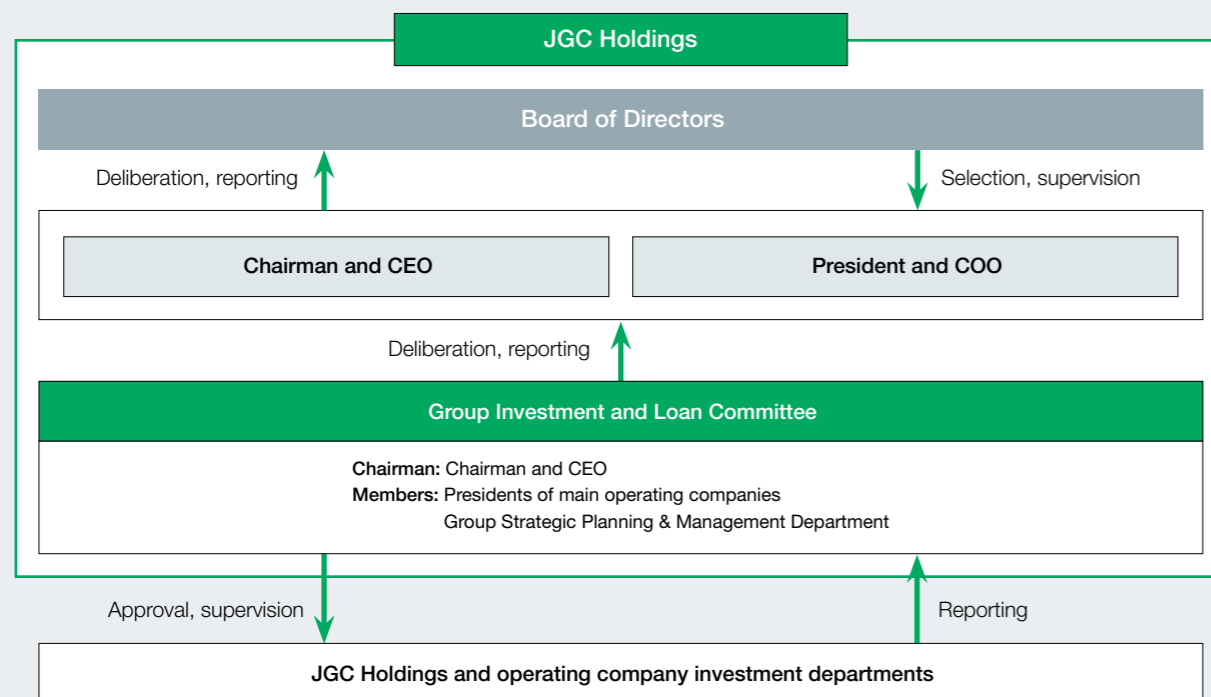 JGC Holdings
Board of Directors
Deliberation, reporting
Selection, supervision
Chairman and CEO
President and COO
Deliberation, reporting
Group Investment and Loan Committee
Chairman: Chairman and CEO
Members: Presidents of main operating companies
Group Strategic Planning & Management Department
Approval, supervision
Reporting
JGC Holdings and operating company investment departments